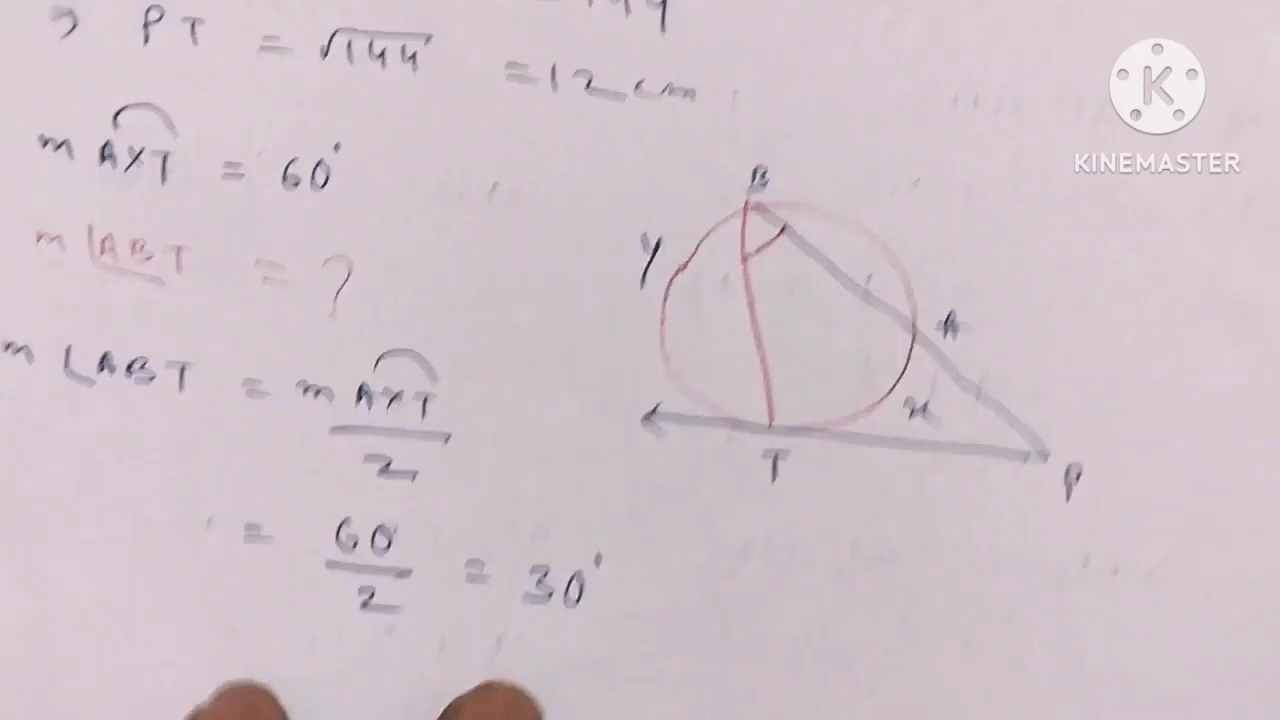 PT = √144 = 12 cm
m AXT = 60°
m ∠ABT = ?
m ∠ABT = m AXT
2
= 60
2
= 30°
B
Y
A
x
T
P
K
KINEMASTER